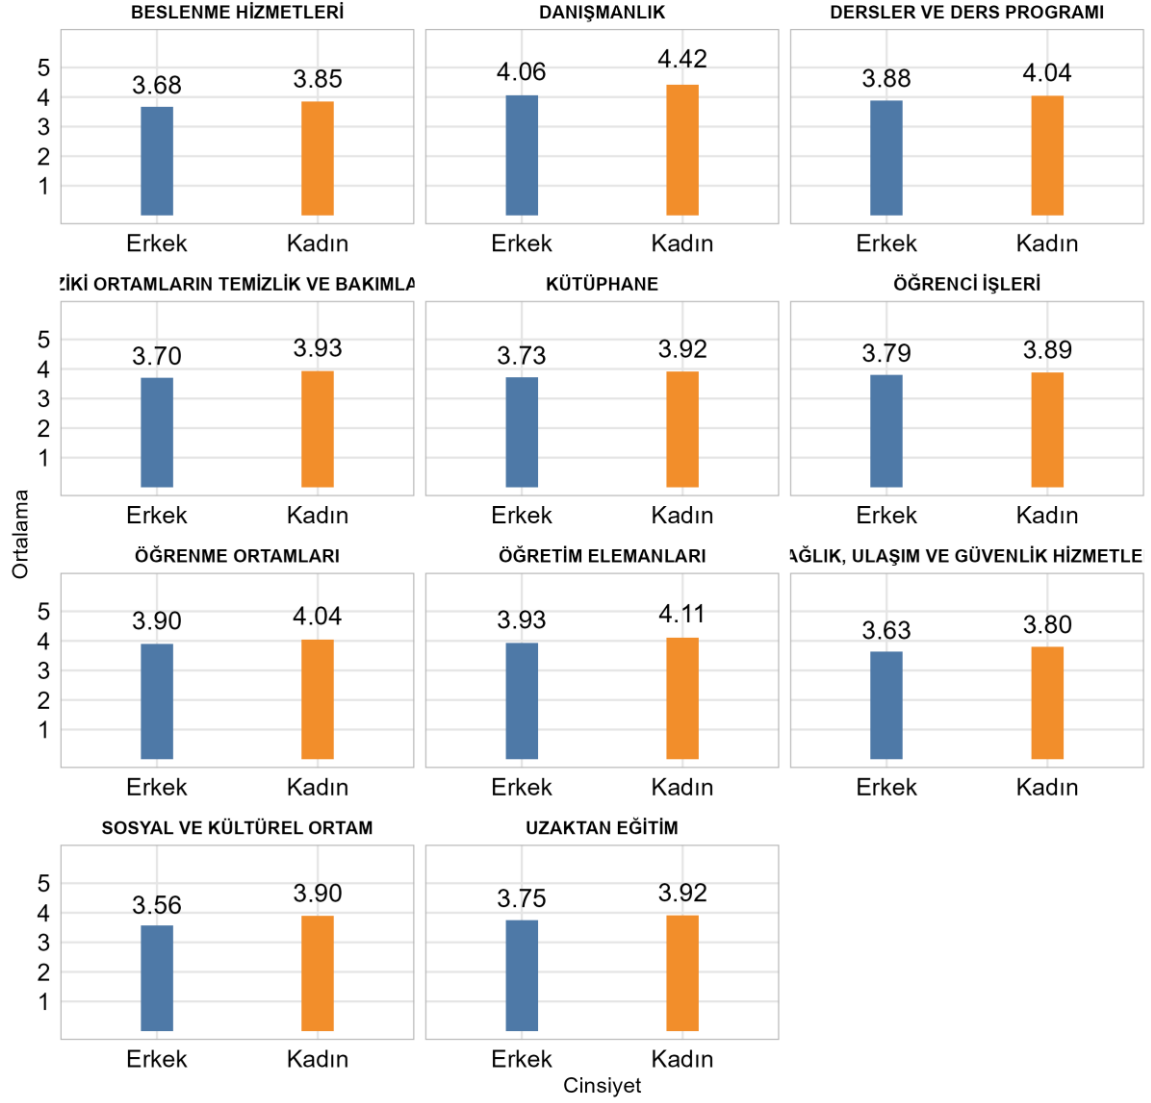 BESLENME HİZMETLERİ
5
4
3
2
1
3.68
3.85
Erkek
Kadın
DANIŞMANLIK
4.06
4.42
Erkek
Kadın
DERSLER VE DERS PROGRAMI
3.88
4.04
Erkek
Kadın
ZİKİ ORTAMLARIN TEMİZLİK VE BAKIMLA
5
4
3
2
1
3.70
3.93
Erkek
Kadın
KÜTÜPHANE
3.73
3.92
Erkek
Kadın
ÖĞRENCİ İŞLERİ
3.79
3.89
Erkek
Kadın
Ortalama
ÖĞRENME ORTAMLARI
5
4
3
2
1
3.90
4.04
Erkek
Kadın
ÖĞRETİM ELEMANLARI
3.93
4.11
Erkek
Kadın
AĞLIK, ULAŞIM VE GÜVENLİK HİZMETLE
3.63
3.80
Erkek
Kadın
SOSYAL VE KÜLTÜREL ORTAM
5
4
3
2
1
3.56
3.90
Erkek
Kadın
UZAKTAN EĞİTİM
3.75
3.92
Erkek
Kadın
Cinsiyet